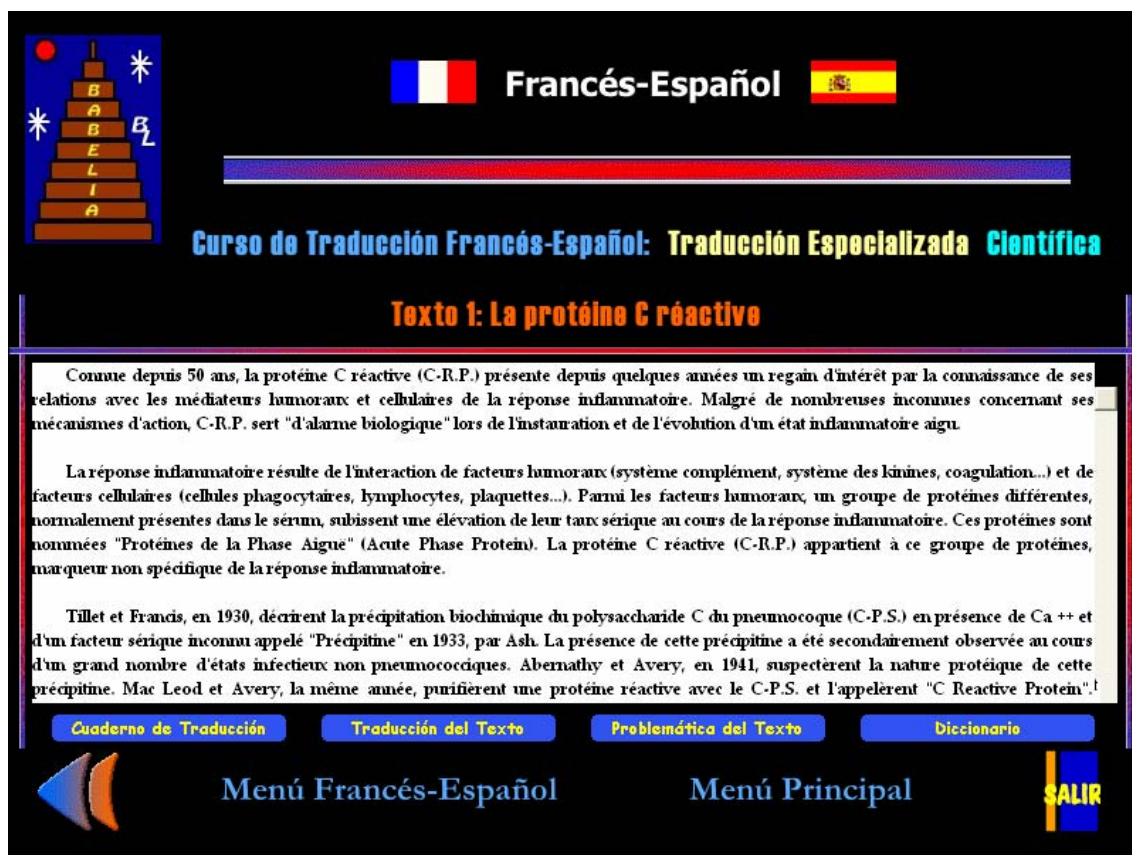 BABELIA
BL
Francés-Español
Curso de Traducción Francés-Español: Traducción Especializada Científica
Texto 1: La protéine C réactive
Connue depuis 50 ans, la protéine C réactive (C-R.P.) présente depuis quelques années un regain d'intérêt par la connaissance de ses
relations avec les médiateurs humoraux et cellulaires de la réponse inflammatoire. Malgré de nombreuses inconnues concernant ses
mécanismes d'action, C-R.P. sert "d'alarme biologique" lors de l'instauration et de l'évolution d'un état inflammatoire aigu.
La réponse inflammatoire résulte de l'interaction de facteurs humoraux (système complément, système des kinines, coagulation...) et de
facteurs cellulaires (cellules phagocytaires, lymphocytes, plaquettes...). Parmi les facteurs humoraux, un groupe de protéines différentes,
normalement présentes dans le sérum, subissent une élévation de leur taux sérique au cours de la réponse inflammatoire. Ces protéines sont
nommées "Protéines de la Phase Aiguë" (Acute Phase Protein). La protéine C réactive (C-R.P.) appartient à ce groupe de protéines,
marqueur non spécifique de la réponse inflammatoire.
Tillet et Francis, en 1930, décrirent la précipitation biochimique du polysaccharide C du pneumocoque (C-P.S.) en présence de Ca ++ et
d'un facteur sérique inconnu appelé "Précipitine" en 1933, par Ash. La présence de cette précipitine a été secondairement observée au cours
d'un grand nombre d'états infectieux non pneumococciques. Abernathy et Avery, en 1941, suspectèrent la nature protéique de cette
précipitine. Mac Leod et Avery, la même année, purifièrent une protéine réactive avec le C-P.S. et l'appelèrent "C Reactive Protein".
Cuaderno de Traducción
Traducción del Texto
Problemática del Texto
Diccionario
Menú Francés-Español
Menú Principal
SALIR